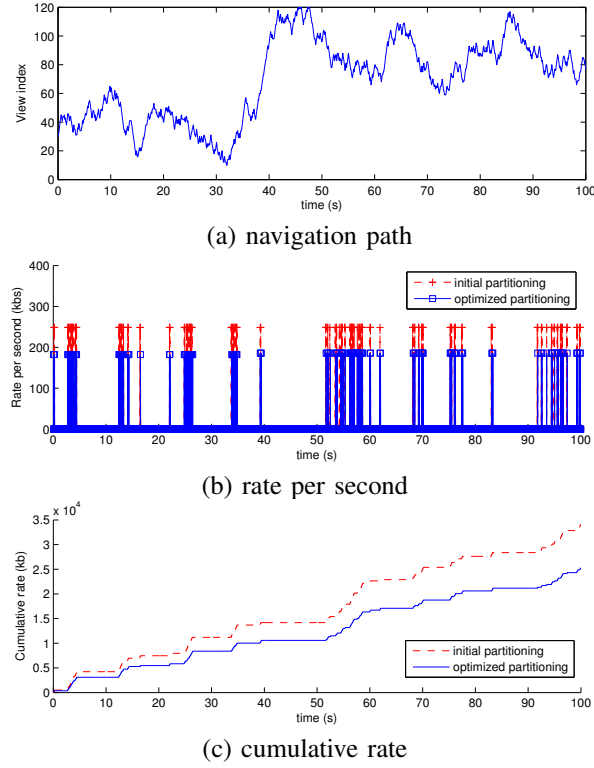 120
100
80
60
40
20
0
View index
0 10 20 30 40 50 60 70 80 90 100
time (s)
(a) navigation path
400
300
200
100
0
Rate per second (kbs)
initial partitioning
optimized partitioning
0 10 20 30 40 50 60 70 80 90 100
time (s)
(b) rate per second
x 10^4
3.5
3
2.5
2
1.5
1
0.5
0
Cumulative rate (kb)
initial partitioning
optimized partitioning
0 10 20 30 40 50 60 70 80 90 100
time (s)
(c) cumulative rate